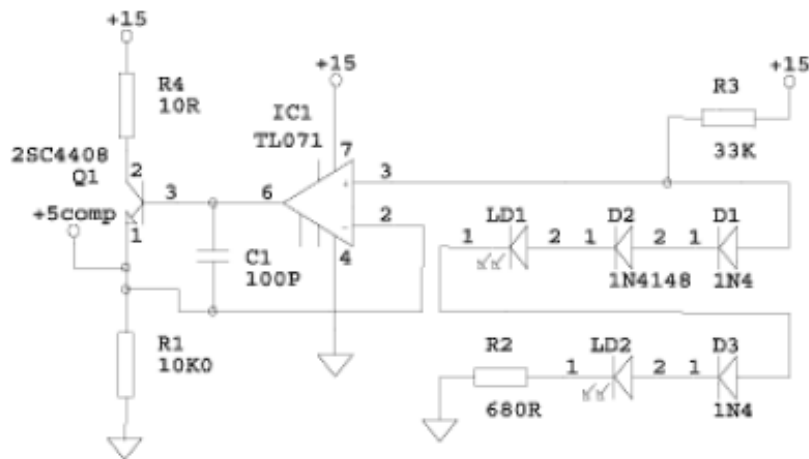 +15
R4
10R
2SC4408
Q1
2
3
1
+5comp
R1
10K0
C1
100P
+15
IC1
TL071
7
6
3
2
4
+
-
+15
R3
33K
LD1
D2
D1
1
2
1
2
1
1N4148
1N4
R2
LD2
D3
1
2
1
680R
1N4